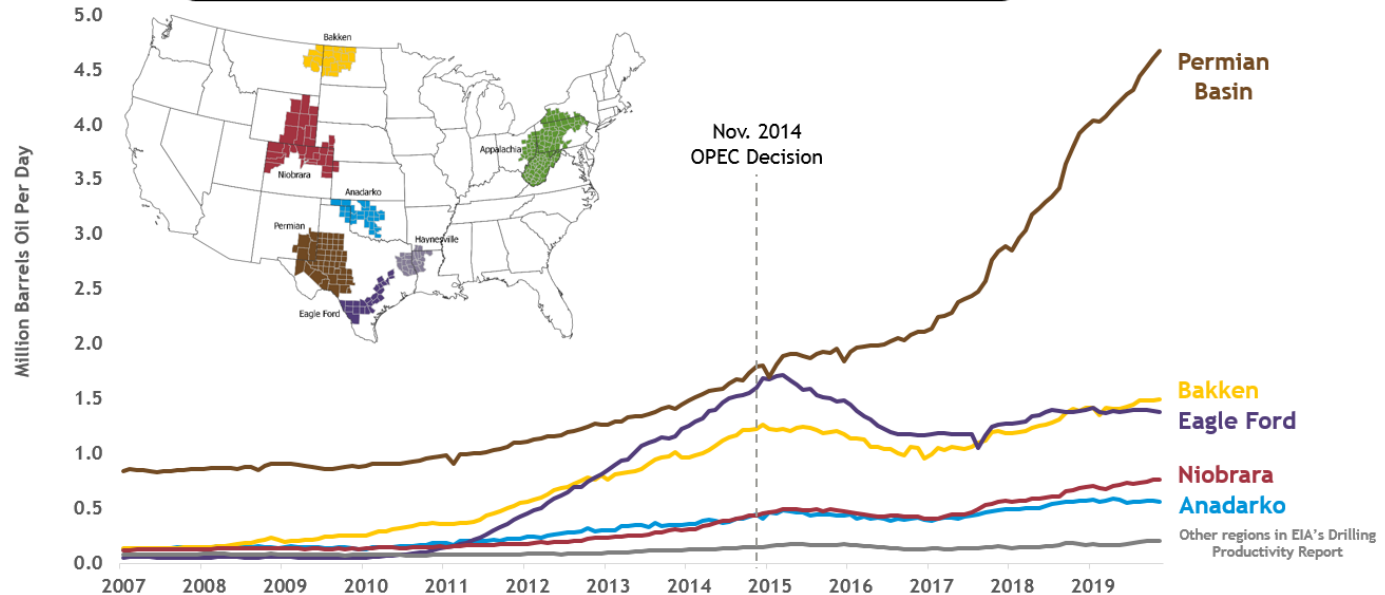 5.0
4.5
4.0
3.5
3.0
2.5
2.0
1.5
1.0
0.5
0.0
Million Barrels Oil Per Day
Bakken
Niobrara
Appalachia
Anadarko
Permian
Haynesville
Eagle Ford
Nov. 2014
OPEC Decision
Permian
Basin
Bakken
Eagle Ford
Niobrara
Anadarko
Other regions in EIA's Drilling
Productivity Report
2007 2008 2009 2010 2011 2012 2013 2014 2015 2016 2017 2018 2019